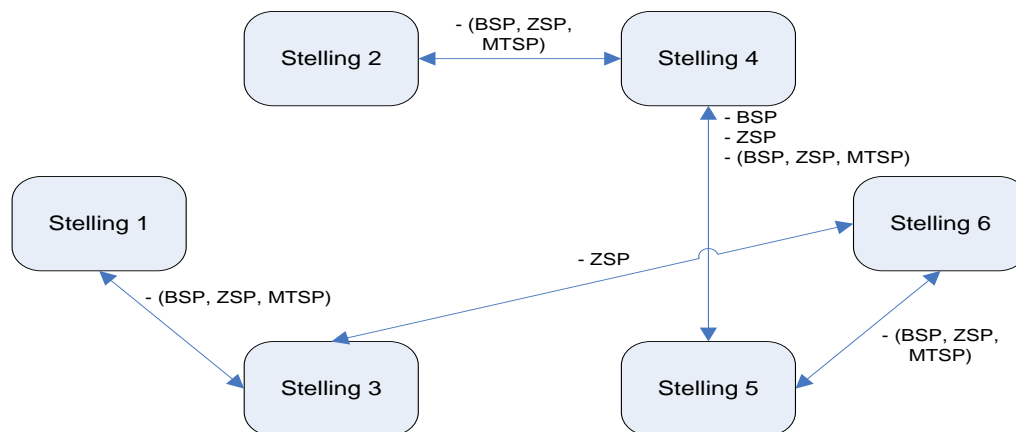 - (BSP, ZSP,
MTSP)
Stelling 2
Stelling 4
- BSP
- ZSP
- (BSP, ZSP, MTSP)
Stelling 1
Stelling 6
- ZSP
- (BSP, ZSP, MTSP)
- (BSP, ZSP,
MTSP)
Stelling 3
Stelling 5